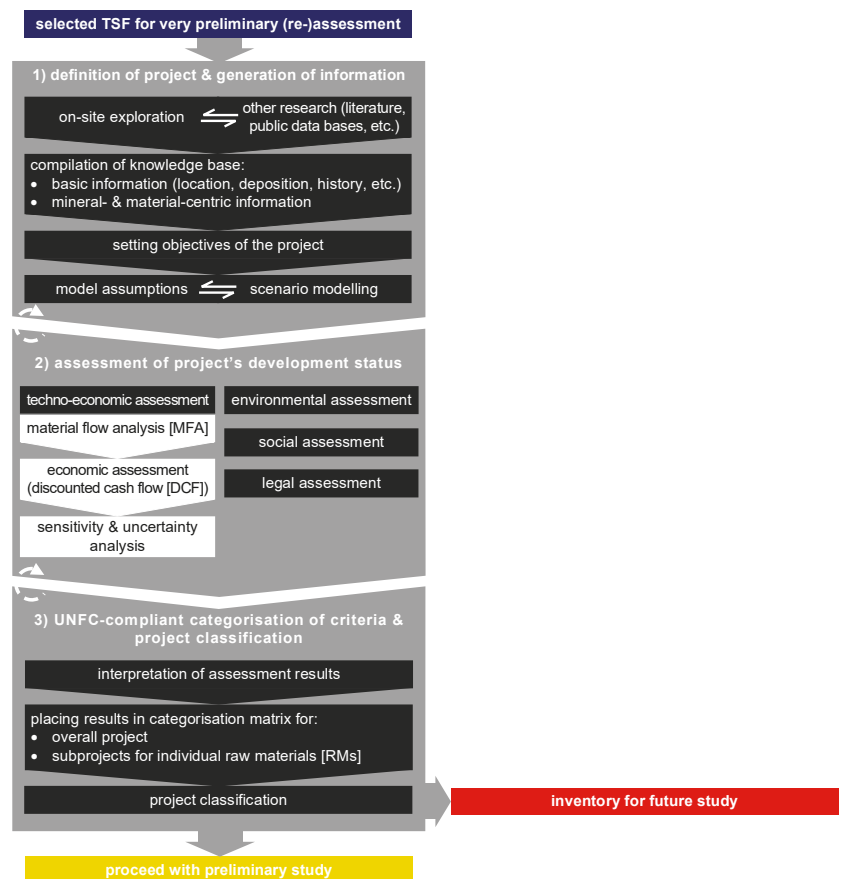 selected TSF for very preliminary (re-)assessment
1) definition of project & generation of information
on-site exploration
other research (literature,
public data bases, etc.)
compilation of knowledge base:
• basic information (location, deposition, history, etc.)
• mineral- & material-centric information
setting objectives of the project
model assumptions
scenario modelling
2) assessment of project's development status
techno-economic assessment
material flow analysis [MFA]
economic assessment
(discounted cash flow [DCF])
sensitivity & uncertainty
analysis
environmental assessment
social assessment
legal assessment
3) UNFC-compliant categorisation of criteria &
project classification
interpretation of assessment results
placing results in categorisation matrix for:
• overall project
• subprojects for individual raw materials [RMs]
project classification
inventory for future study
proceed with preliminary study